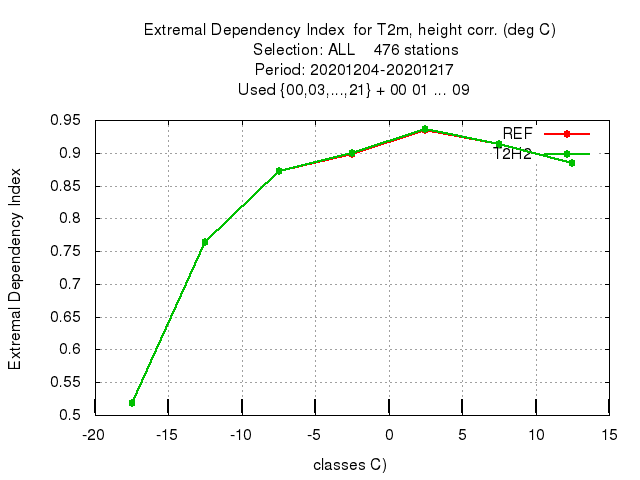 Extremal Dependency Index  for T2m, height corr. (deg C)
Selection: ALL    476 stations
Period: 20201204-20201217
Used {00,03,...,21} + 00 01 ... 09
Extremal Dependency Index
0.95
0.9
0.85
0.8
0.75
0.7
0.65
0.6
0.55
0.5
REF
T2H2
-20
-15
-10
-5
0
5
10
15
classes C)